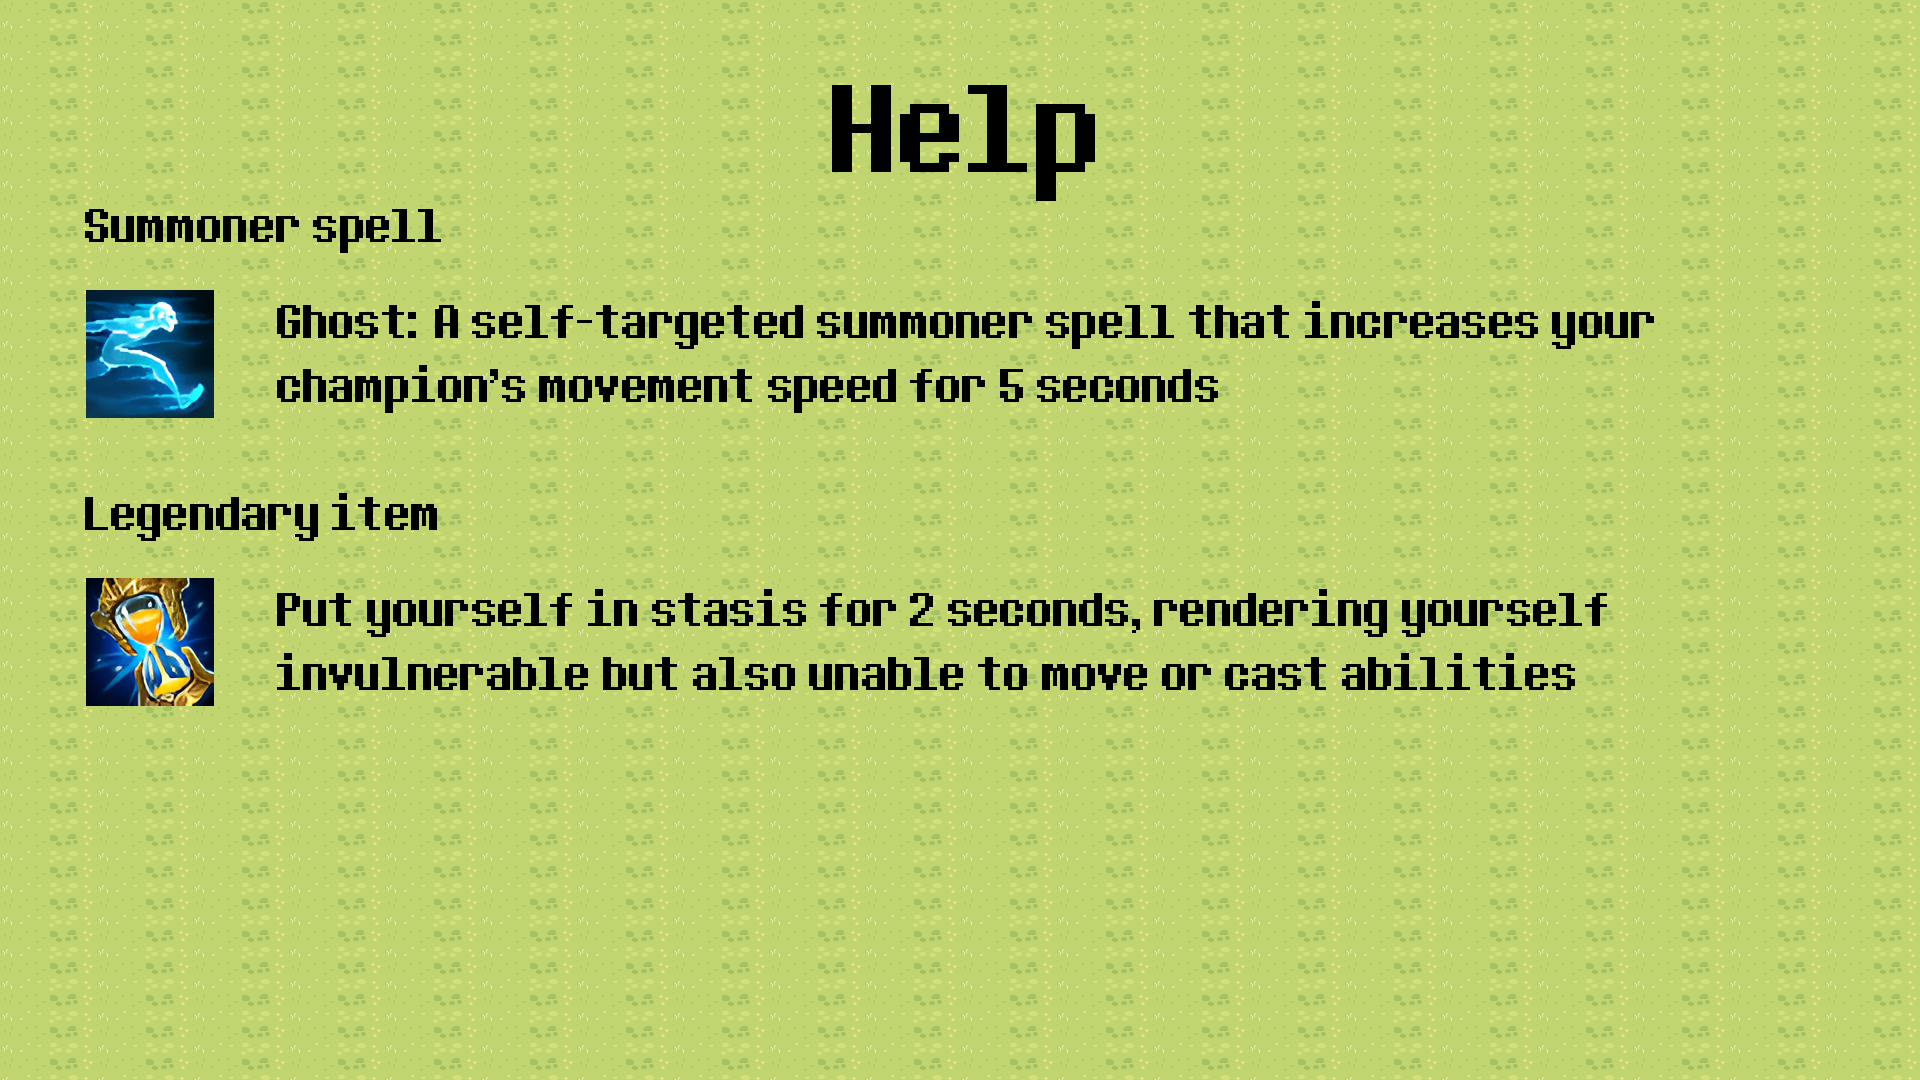 Help
Summoner spell
Ghost: A self-targeted summoner spell that increases your
champion's movement speed for 5 seconds
Legendary item
Put yourself in stasis for 2 seconds, rendering yourself
invulnerable but also unable to move or cast abilities